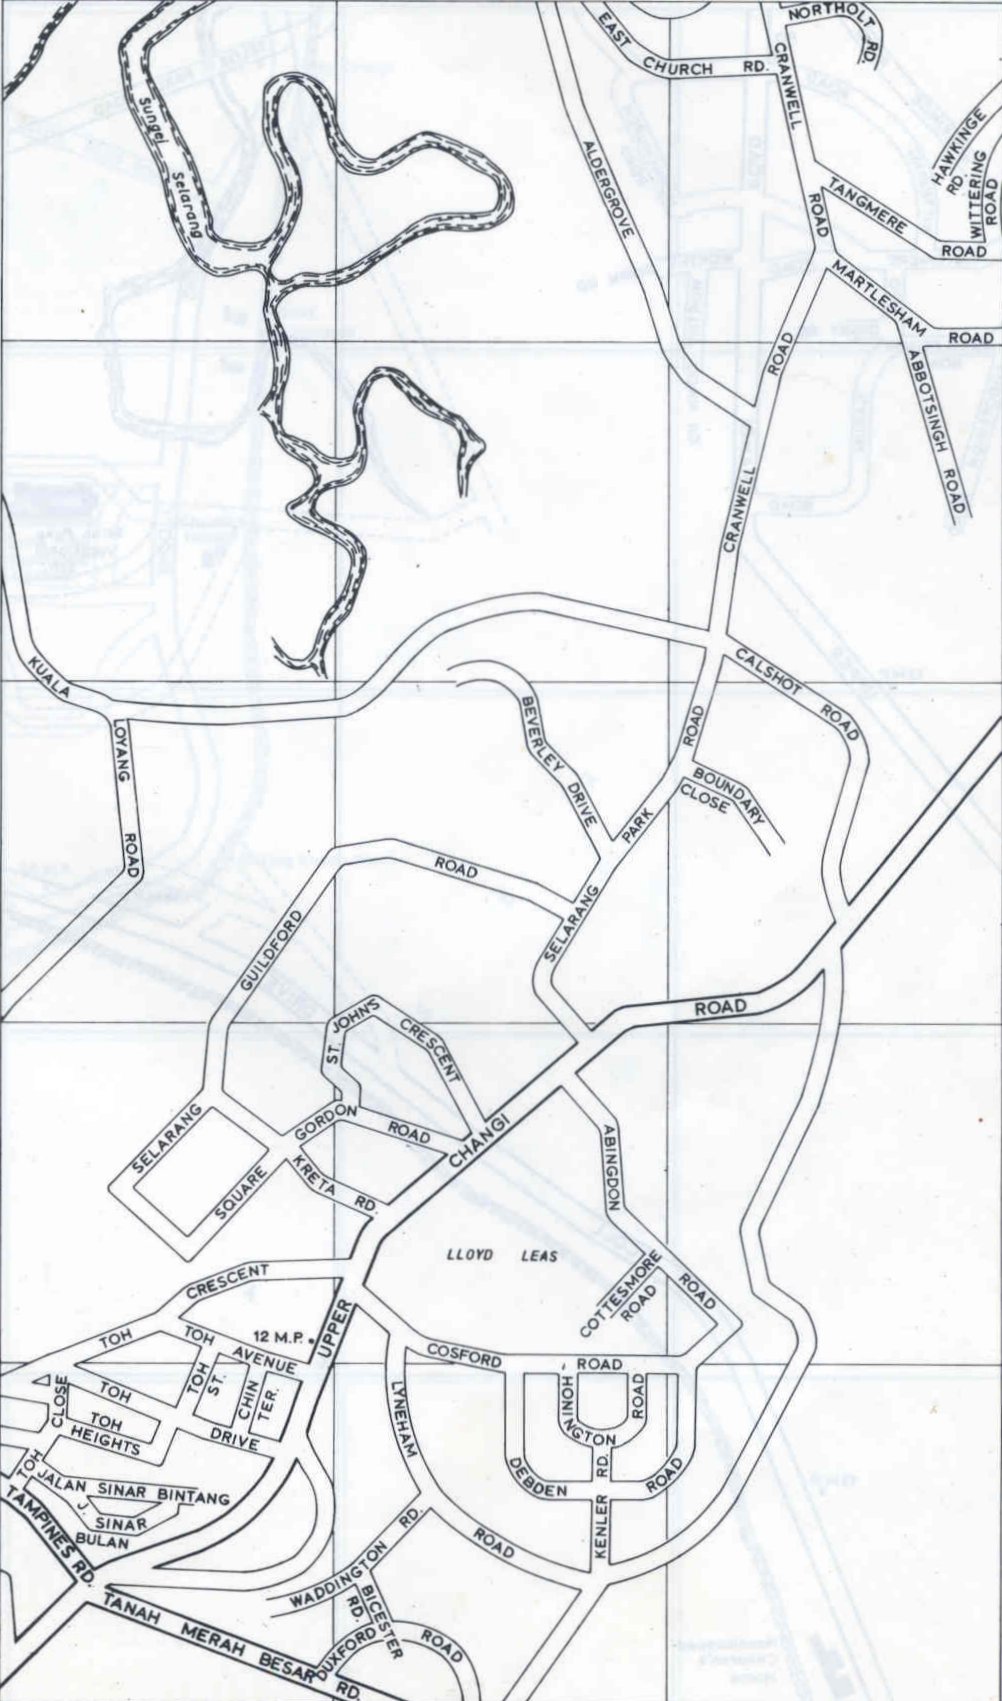 NORTHOLT RD.
EAST CHURCH RD.
CRANWELL ROAD
HAWKINGE RD.
WITTERING ROAD
Sungei Selarang
ALDERGROVE ROAD
TANGMERE ROAD
MARTLESHAM ROAD
ABBOTSINGH ROAD
CRANWELL ROAD
KUALA LOYANG ROAD
CALSHOT ROAD
BEVERLEY DRIVE
BOUNDARY CLOSE
SELARANG PARK
GUILDFORD ROAD
ST. JOHN'S CRESCENT
GORDON ROAD
UPPER CHANGI ROAD
SELARANG SQUARE
KRETA RD.
ABINGDON ROAD
LLOYD LEAS
COTTESMORE ROAD
TOH CRESCENT
12 M.P.
TOH AVENUE
TOH ST.
CHIN TER.
TOH DRIVE
TOH HEIGHTS
TOH CLOSE
COSFORD ROAD
LYNEHAM ROAD
HONINGTON ROAD
DEBDEN ROAD
KENLER RD.
JALAN SINAR BINTANG
J. SINAR BULAN
TAMPINES RD.
TANAH MERAH BESAR RD.
WADDINGTON RD.
BICESTER RD.
DUXFORD ROAD